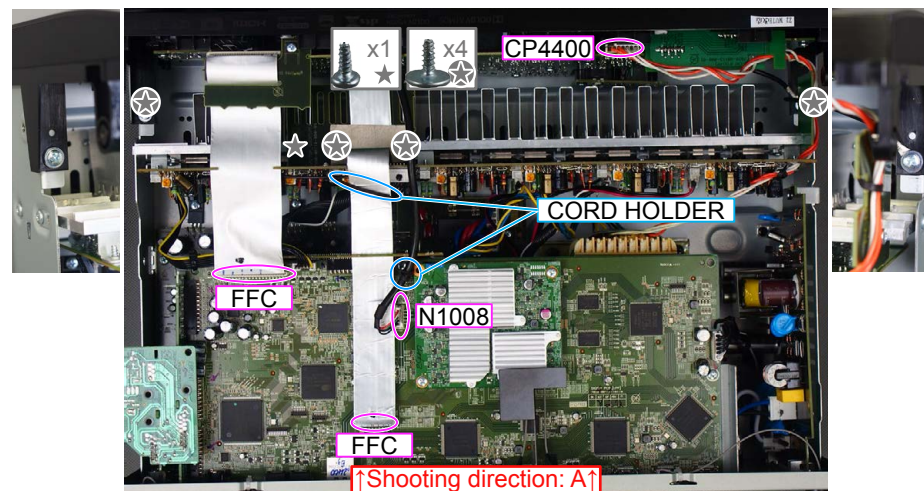 CP4400
x1
x4
CORD HOLDER
FFC
N1008
FFC
↑Shooting direction: A↑